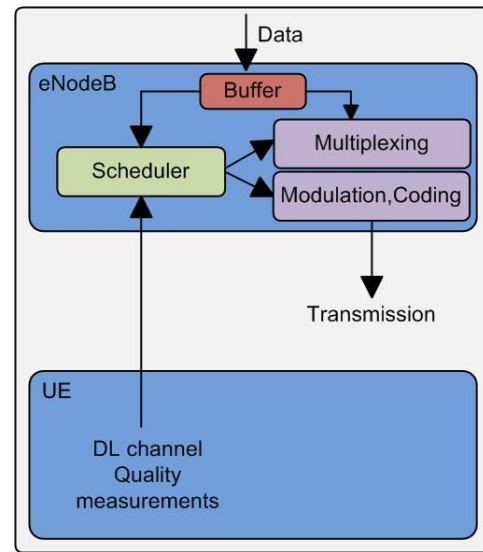 Data
eNodeB
Buffer
Multiplexing
Scheduler
Modulation,Coding
Transmission
UE
DL channel
Quality
measurements